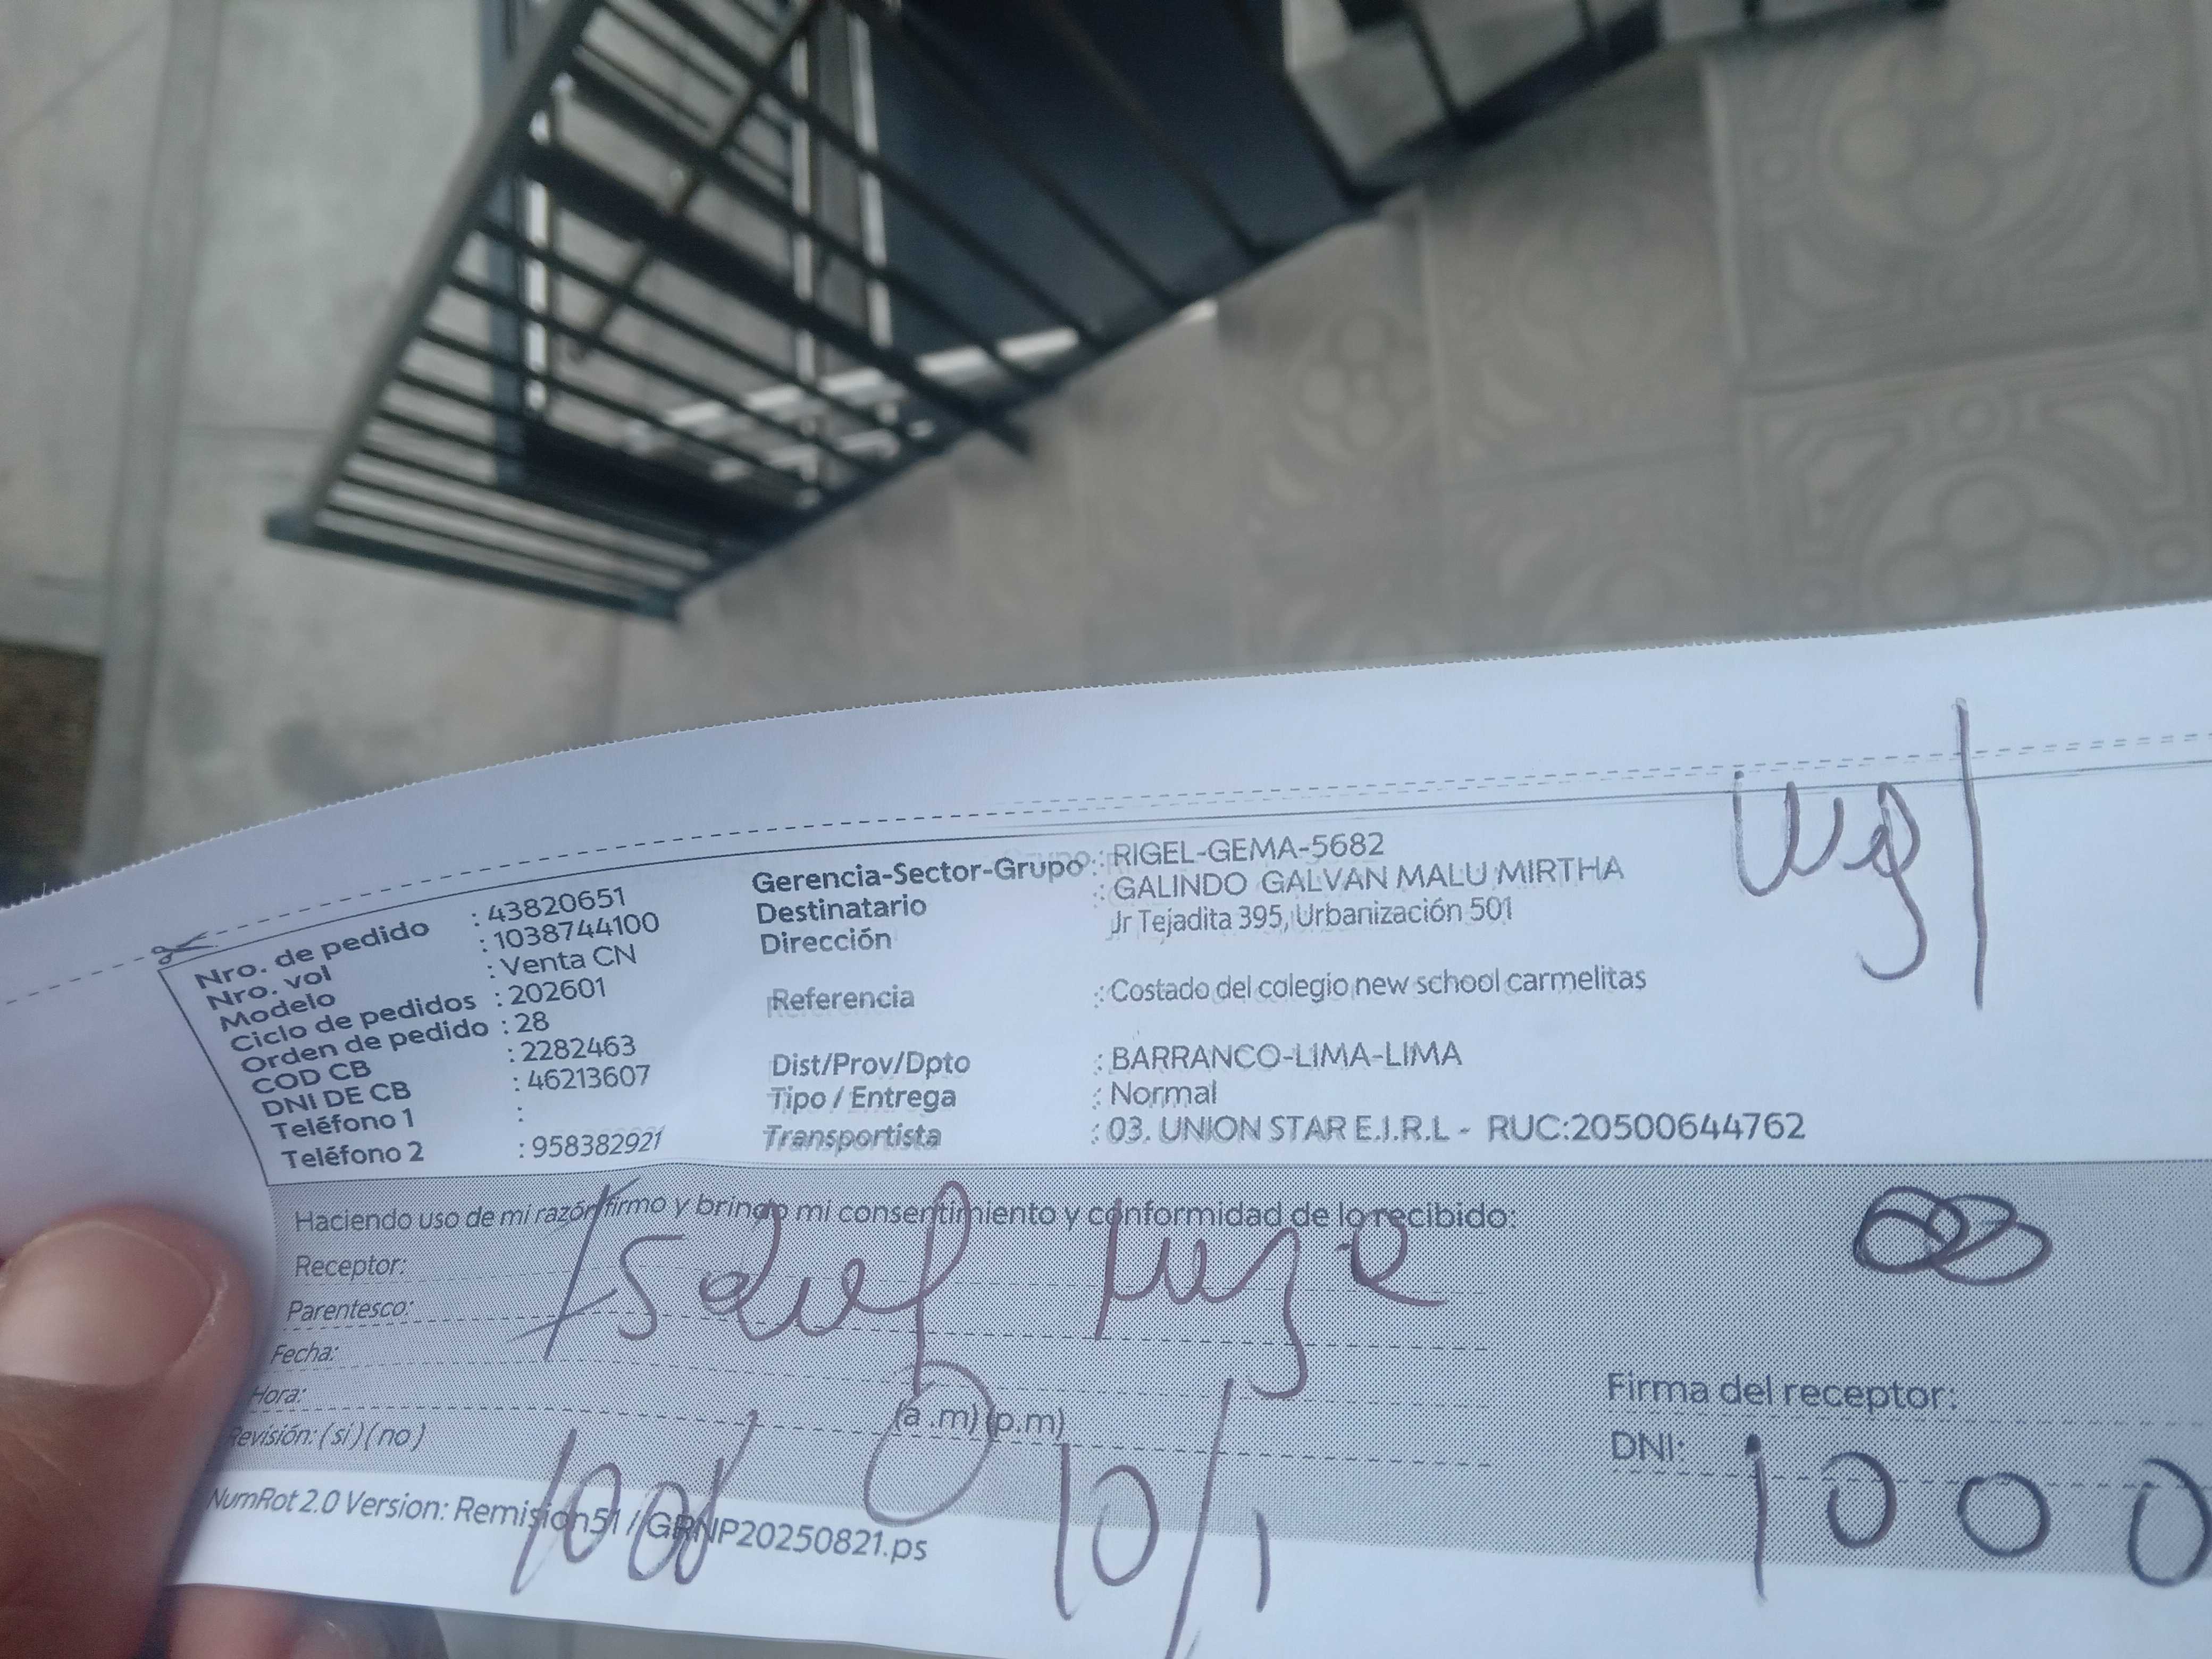 Nro. de pedido : 43820651
Nro. vol : 1038744100
Modelo : Venta CN
Ciclo de pedidos : 202601
Orden de pedido : 28
COD CB : 2282463
DNI DE CB : 46213607
Teléfono 1 :
Teléfono 2 : 958382921
Gerencia-Sector-Grupo : RIGEL-GEMA-5682
Destinatario : GALINDO GALVAN MALU MIRTHA
Dirección Jr Tejadita 395, Urbanización 501
Referencia : Costado del colegio new school carmelitas
Dist/Prov/Dpto : BARRANCO-LIMA-LIMA
Tipo / Entrega : Normal
Transportista : 03. UNION STAR E.I.R.L - RUC:20500644762
Haciendo uso de mi razón firmo y brindo mi consentimiento y conformidad de lo recibido:
Receptor:
Parentesco:
Fecha:
Hora: (a .m) (p.m)
Revisión: ( si ) ( no )
10/1
Firma del receptor:
DNI: 1000
NumRot 2.0 Version: Remision51 / GRNP20250821.ps